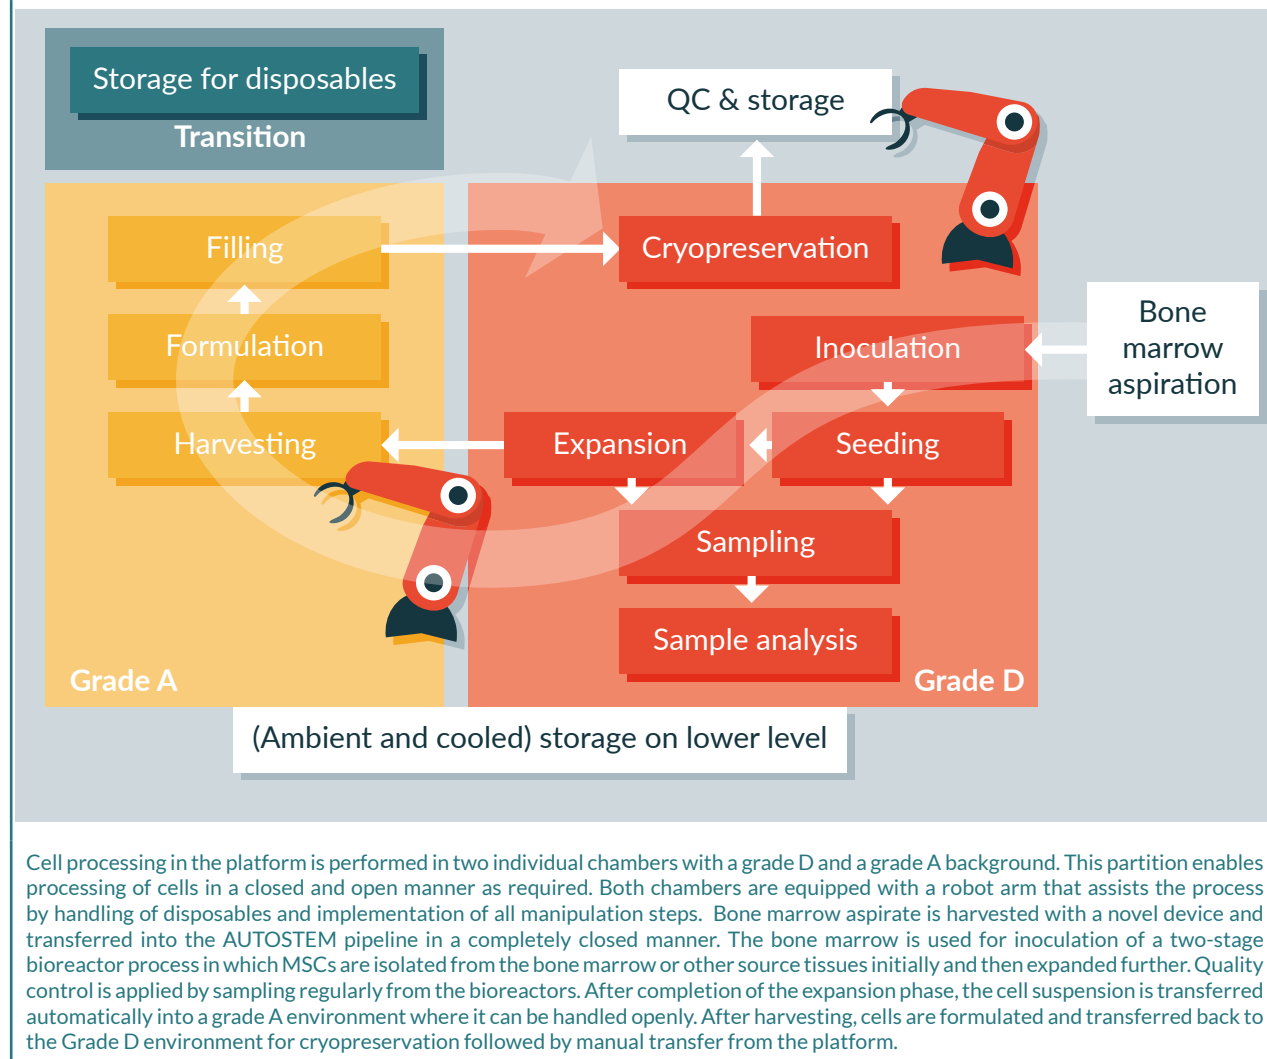 Storage for disposables
Transition
QC & storage
Filling
Cryopreservation
Bone
marrow
aspiration
Formulation
Inoculation
Harvesting
Expansion
Seeding
Sampling
Sample analysis
Grade A
Grade D
(Ambient and cooled) storage on lower level
Cell processing in the platform is performed in two individual chambers with a grade D and a grade A background. This partition enables
processing of cells in a closed and open manner as required. Both chambers are equipped with a robot arm that assists the process
by handling of disposables and implementation of all manipulation steps.  Bone marrow aspirate is harvested with a novel device and
transferred into the AUTOSTEM pipeline in a completely closed manner. The bone marrow is used for inoculation of a two-stage
bioreactor process in which MSCs are isolated from the bone marrow or other source tissues initially and then expanded further. Quality
control is applied by sampling regularly from the bioreactors. After completion of the expansion phase, the cell suspension is transferred
automatically into a grade A environment where it can be handled openly. After harvesting, cells are formulated and transferred back to
the Grade D environment for cryopreservation followed by manual transfer from the platform.